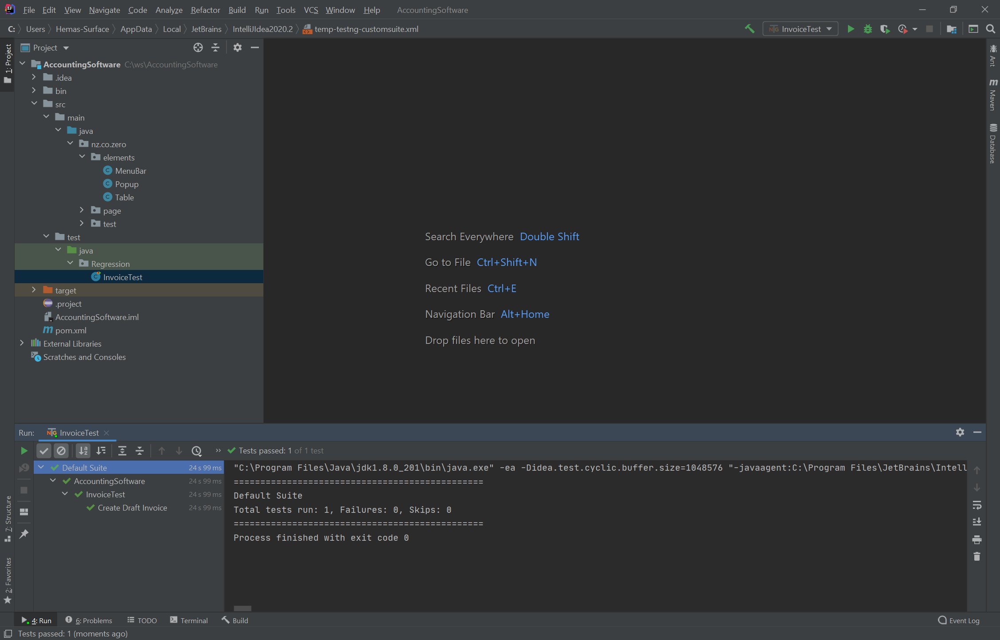 File Edit View Navigate Code Analyze Refactor Build Run Tools VCS Window Help AccountingSoftware
C: Users Hemas-Surface AppData Local JetBrains IntelliJIdea2020.2 temp-testng-customsuite.xml InvoiceTest
1: Project
7: Structure
2: Favorites
Project
AccountingSoftware C:\ws\AccountingSoftware
.idea
bin
src
main
java
nz.co.zero
elements
MenuBar
Popup
Table
page
test
test
java
Regression
InvoiceTest
target
.project
AccountingSoftware.iml
pom.xml
External Libraries
Scratches and Consoles
Search Everywhere Double Shift
Go to File Ctrl+Shift+N
Recent Files Ctrl+E
Navigation Bar Alt+Home
Drop files here to open
Ant
Maven
Database
Run: InvoiceTest
Tests passed: 1 of 1 test
Default Suite 24 s 99 ms
AccountingSoftware 24 s 99 ms
InvoiceTest 24 s 99 ms
Create Draft Invoice 24 s 99 ms
"C:\Program Files\Java\jdk1.8.0_201\bin\java.exe" -ea -Didea.test.cyclic.buffer.size=1048576 "-javaagent:C:\Program Files\JetBrains\Intell
===============================================
Default Suite
Total tests run: 1, Failures: 0, Skips: 0
===============================================
Process finished with exit code 0
4: Run 6: Problems TODO Terminal Build Event Log
Tests passed: 1 (moments ago)